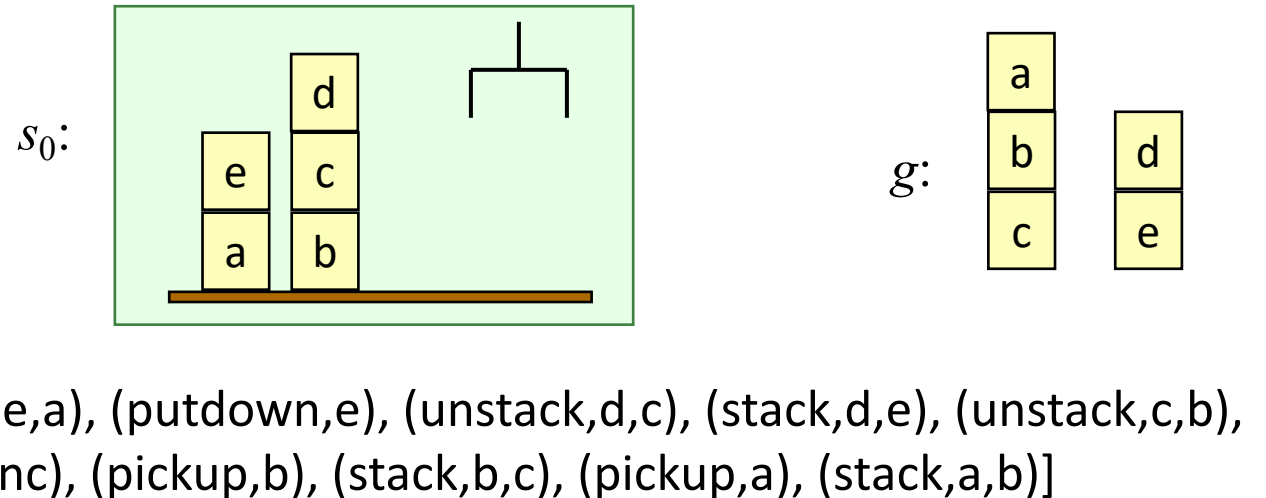 d
a
s₀:
e
c
g:
b
d
a
b
c
e
e,a), (putdown,e), (unstack,d,c), (stack,d,e), (unstack,c,b),
nc), (pickup,b), (stack,b,c), (pickup,a), (stack,a,b)]